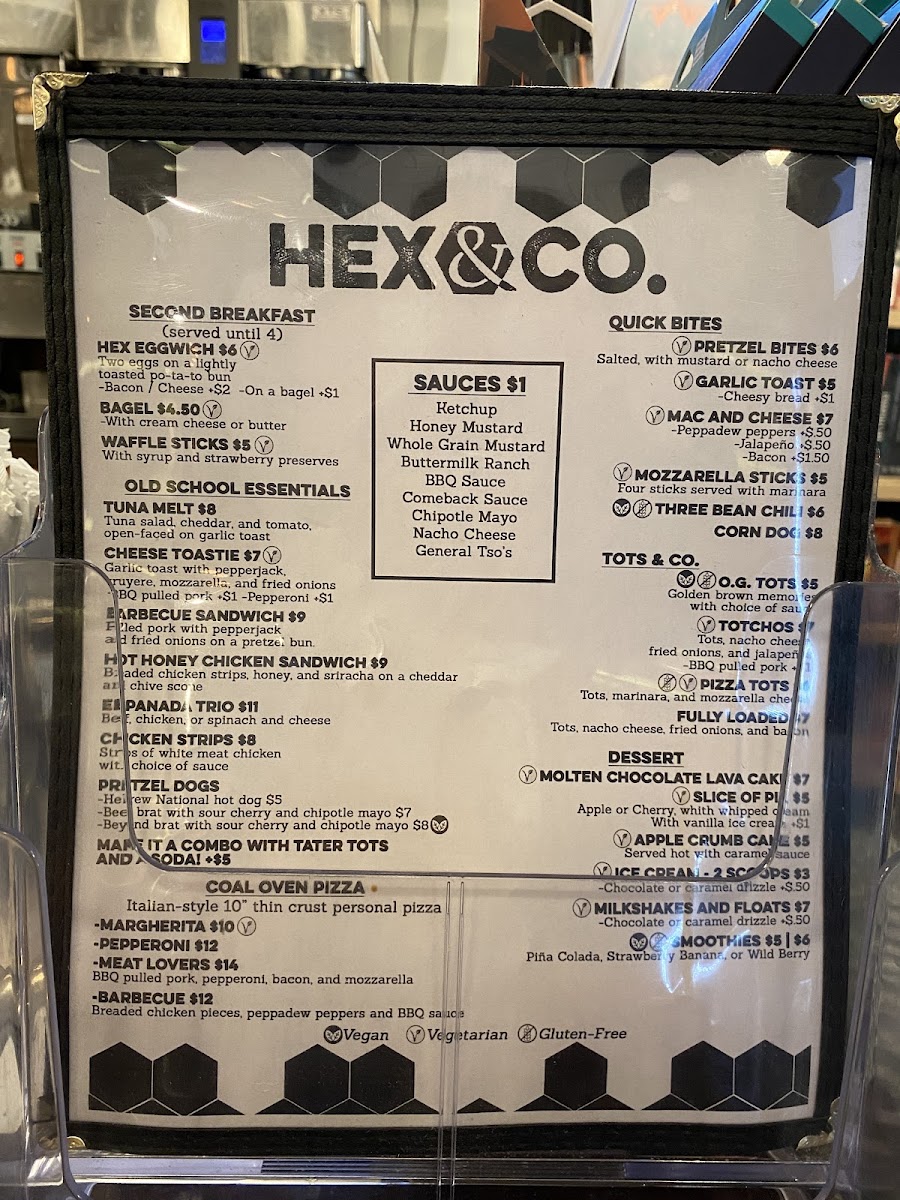 HEX&CO.
SECOND BREAKFAST
(served until 4)
HEX EGGWICH $6 Ⓥ
Two eggs on a lightly
toasted po-ta-to bun
-Bacon / Cheese +$2 -On a bagel +$1
BAGEL $4.50 Ⓥ
-With cream cheese or butter
WAFFLE STICKS $5 Ⓥ
With syrup and strawberry preserves
OLD SCHOOL ESSENTIALS
TUNA MELT $8
Tuna salad, cheddar, and tomato,
open-faced on garlic toast
CHEESE TOASTIE $7 Ⓥ
Garlic toast with pepperjack,
gruyere, mozzarella, and fried onions
-BBQ pulled pork +$1 -Pepperoni +$1
BARBECUE SANDWICH $9
Pulled pork with pepperjack
and fried onions on a pretzel bun.
HOT HONEY CHICKEN SANDWICH $9
Breaded chicken strips, honey, and sriracha on a cheddar
and chive scone
EMPANADA TRIO $11
Beef, chicken, or spinach and cheese
CHICKEN STRIPS $8
Strips of white meat chicken
with choice of sauce
PRETZEL DOGS
-Hebrew National hot dog $5
-Beef brat with sour cherry and chipotle mayo $7
-Beyond brat with sour cherry and chipotle mayo $8
MAKE IT A COMBO WITH TATER TOTS
AND A SODA! +$5
COAL OVEN PIZZA
Italian-style 10" thin crust personal pizza
-MARGHERITA $10 Ⓥ
-PEPPERONI $12
-MEAT LOVERS $14
BBQ pulled pork, pepperoni, bacon, and mozzarella
-BARBECUE $12
Breaded chicken pieces, peppadew peppers and BBQ sauce
SAUCES $1
Ketchup
Honey Mustard
Whole Grain Mustard
Buttermilk Ranch
BBQ Sauce
Comeback Sauce
Chipotle Mayo
Nacho Cheese
General Tso's
QUICK BITES
Ⓥ PRETZEL BITES $6
Salted, with mustard or nacho cheese
Ⓥ GARLIC TOAST $5
-Cheesy bread +$1
Ⓥ MAC AND CHEESE $7
-Peppadew peppers +$.50
-Jalapeño +$.50
-Bacon +$1.50
Ⓥ MOZZARELLA STICKS $5
Four sticks served with marinara
THREE BEAN CHILI $6
CORN DOG $8
TOTS & CO.
O.G. TOTS $5
Golden brown memories
with choice of sauce
Ⓥ TOTCHOS $7
Tots, nacho cheese,
fried onions, and jalapeño
-BBQ pulled pork +$1
Ⓥ PIZZA TOTS
Tots, marinara, and mozzarella cheese
FULLY LOADED $7
Tots, nacho cheese, fried onions, and bacon
DESSERT
Ⓥ MOLTEN CHOCOLATE LAVA CAKE $7
Ⓥ SLICE OF PIE $5
Apple or Cherry, whith whipped cream
With vanilla ice cream +$1
Ⓥ APPLE CRUMB CAKE $5
Served hot with caramel sauce
Ⓥ ICE CREAM - 2 SCOOPS $3
-Chocolate or caramel drizzle +$.50
Ⓥ MILKSHAKES AND FLOATS $7
-Chocolate or caramel drizzle +$.50
SMOOTHIES $5 | $6
Piña Colada, Strawberry Banana, or Wild Berry
Vegan Ⓥ Vegetarian Gluten-Free